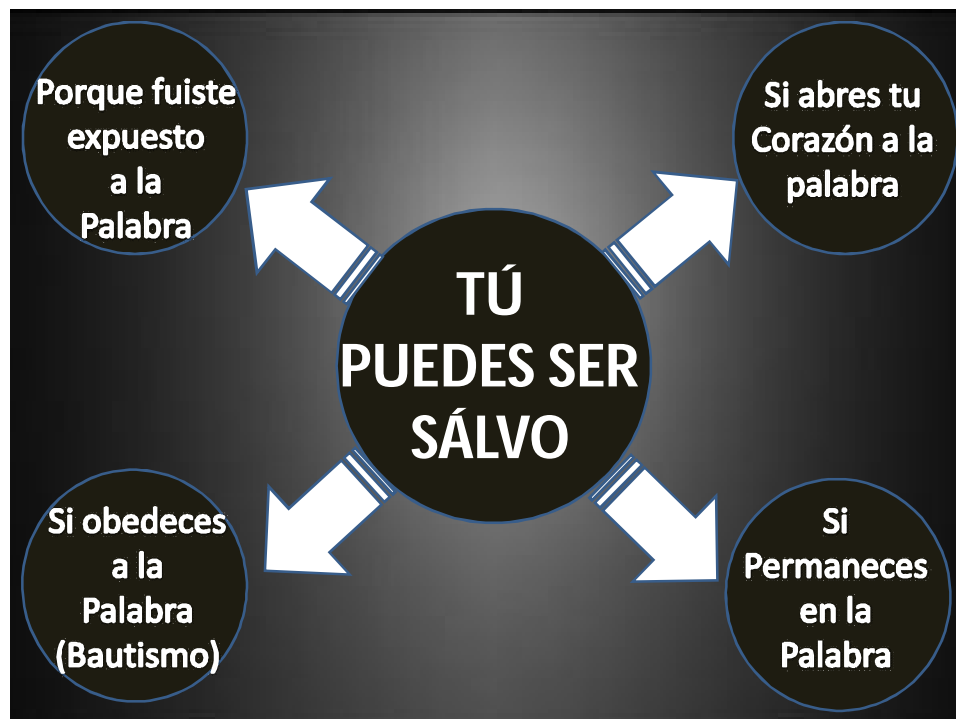 Porque fuiste
expuesto
a la
Palabra
Si abres tu
Corazón a la
palabra
TÚ
PUEDES SER
SÁLVO
Si obedeces
a la
Palabra
(Bautismo)
Si
Permaneces
en la
Palabra